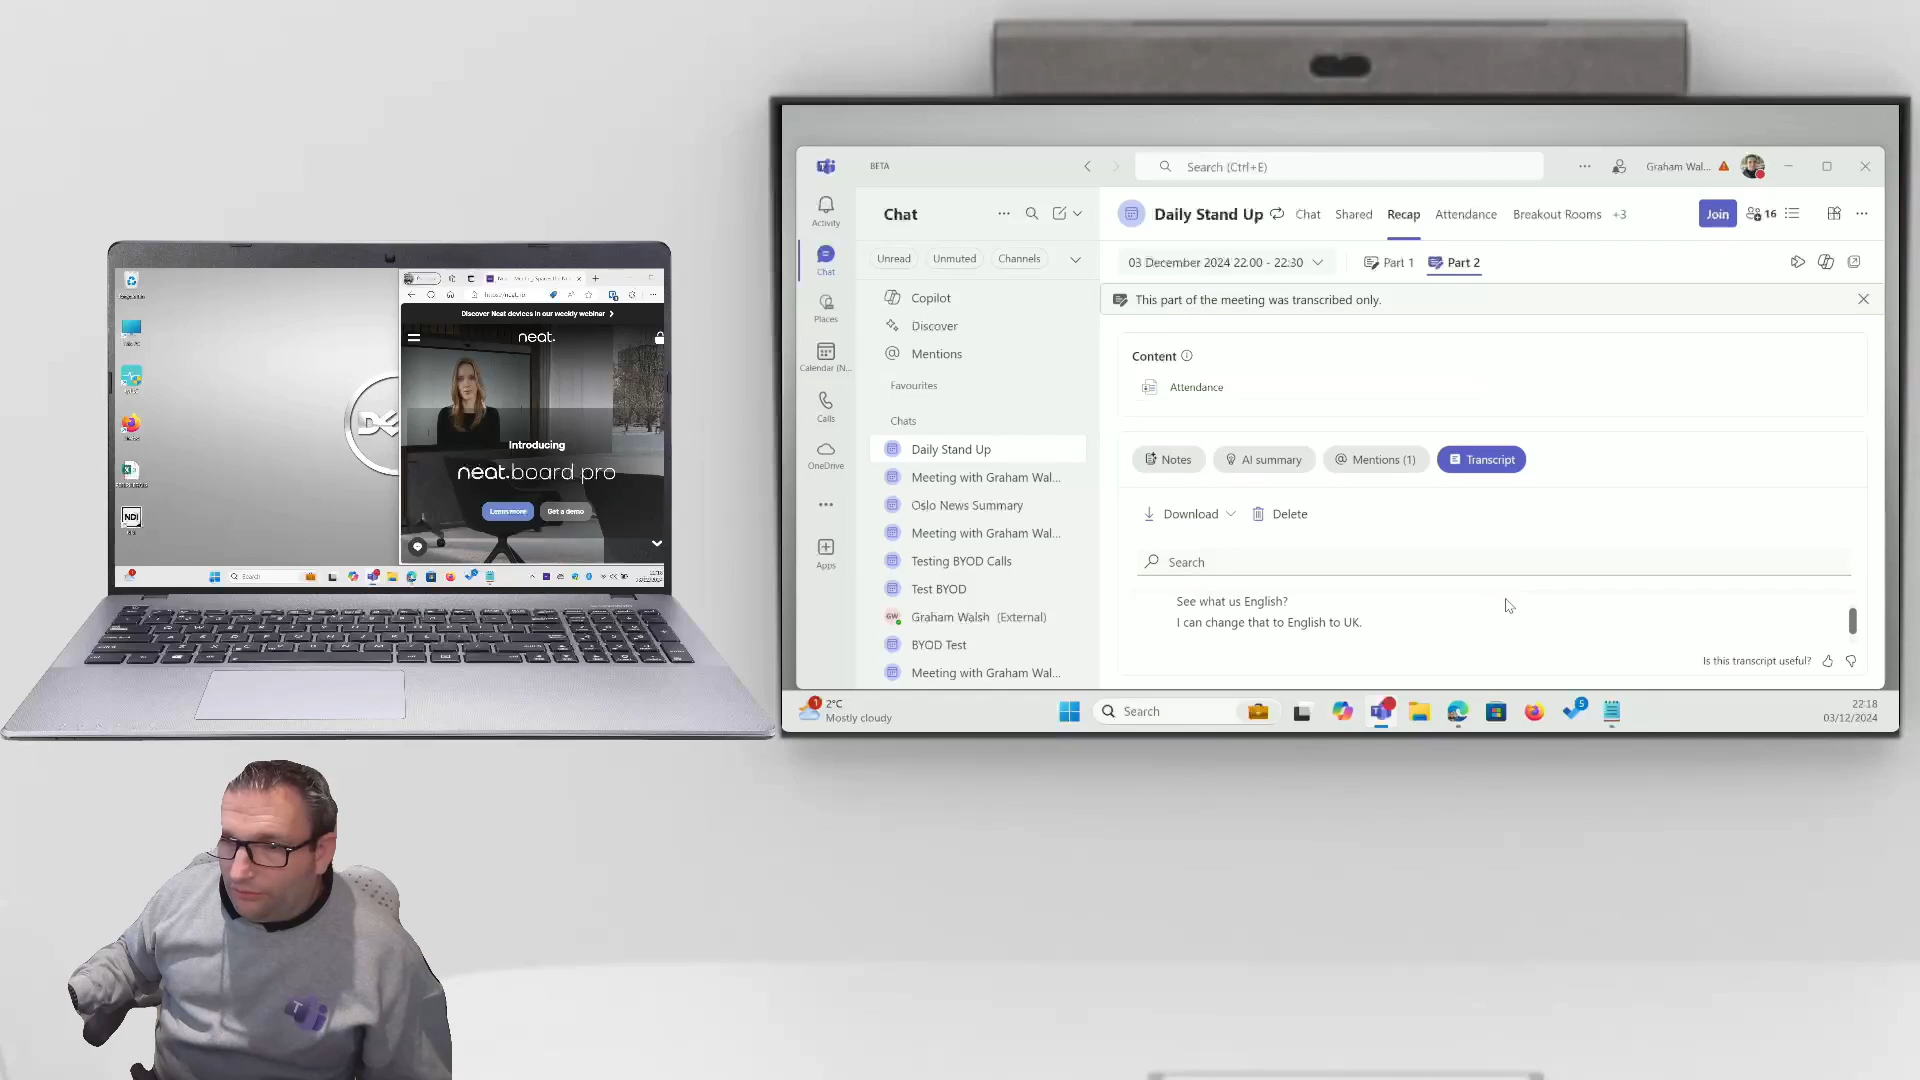 Discover Neat devices in our weekly webinar
neat.
Introducing
neat.board pro
Learn more
Get a demo
Search
BETA
Search (Ctrl+E)
Graham Wal...
Activity
Chat
Places
Calendar (N...
Calls
OneDrive
Apps
Chat
Unread
Unmuted
Channels
Copilot
Discover
Mentions
Favourites
Chats
Daily Stand Up
Meeting with Graham Wal...
Oslo News Summary
Meeting with Graham Wal...
Testing BYOD Calls
Test BYOD
GW
Graham Walsh (External)
BYOD Test
Meeting with Graham Wal...
Daily Stand Up
Chat
Shared
Recap
Attendance
Breakout Rooms
+3
Join
16
03 December 2024 22.00 - 22:30
Part 1
Part 2
This part of the meeting was transcribed only.
Content
Attendance
Notes
AI summary
Mentions (1)
Transcript
Download
Delete
Search
See what us English?
I can change that to English to UK.
Is this transcript useful?
1
2°C
Mostly cloudy
Search
5
22:18
03/12/2024
T